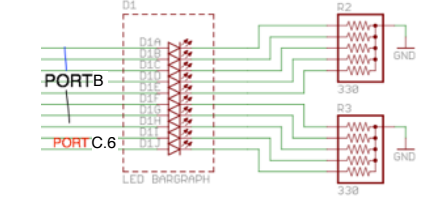 D1
R2
D1A
D1B
D1C
D1D
D1E
D1F
D1G
D1H
D1I
D1J
PORTB
PORT C.6
GND
330
R3
GND
LED BARGRAPH
330